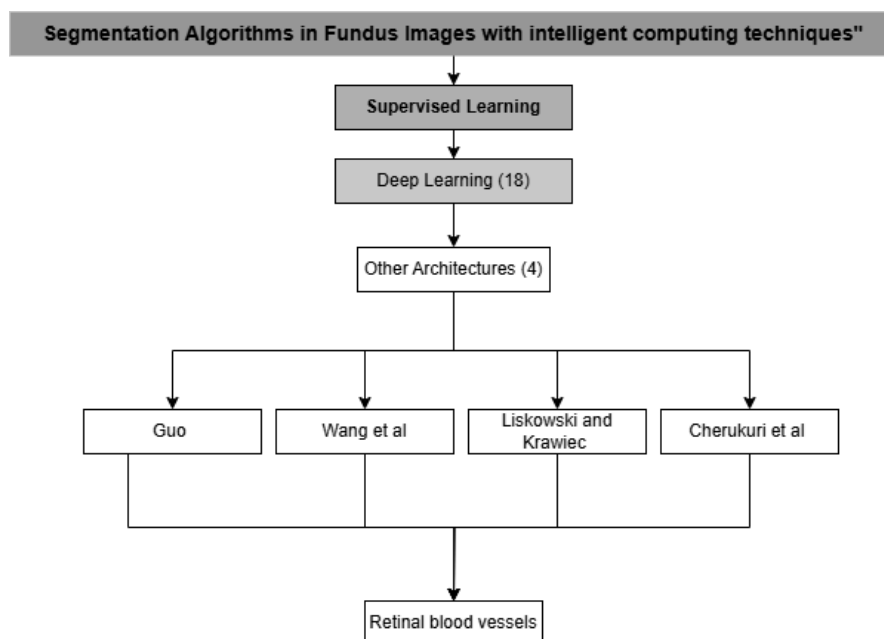 Segmentation Algorithms in Fundus Images with intelligent computing techniques"
Supervised Learning
Deep Learning (18)
Other Architectures (4)
Guo
Wang et al
Liskowski and
Krawiec
Cherukuri et al
Retinal blood vessels